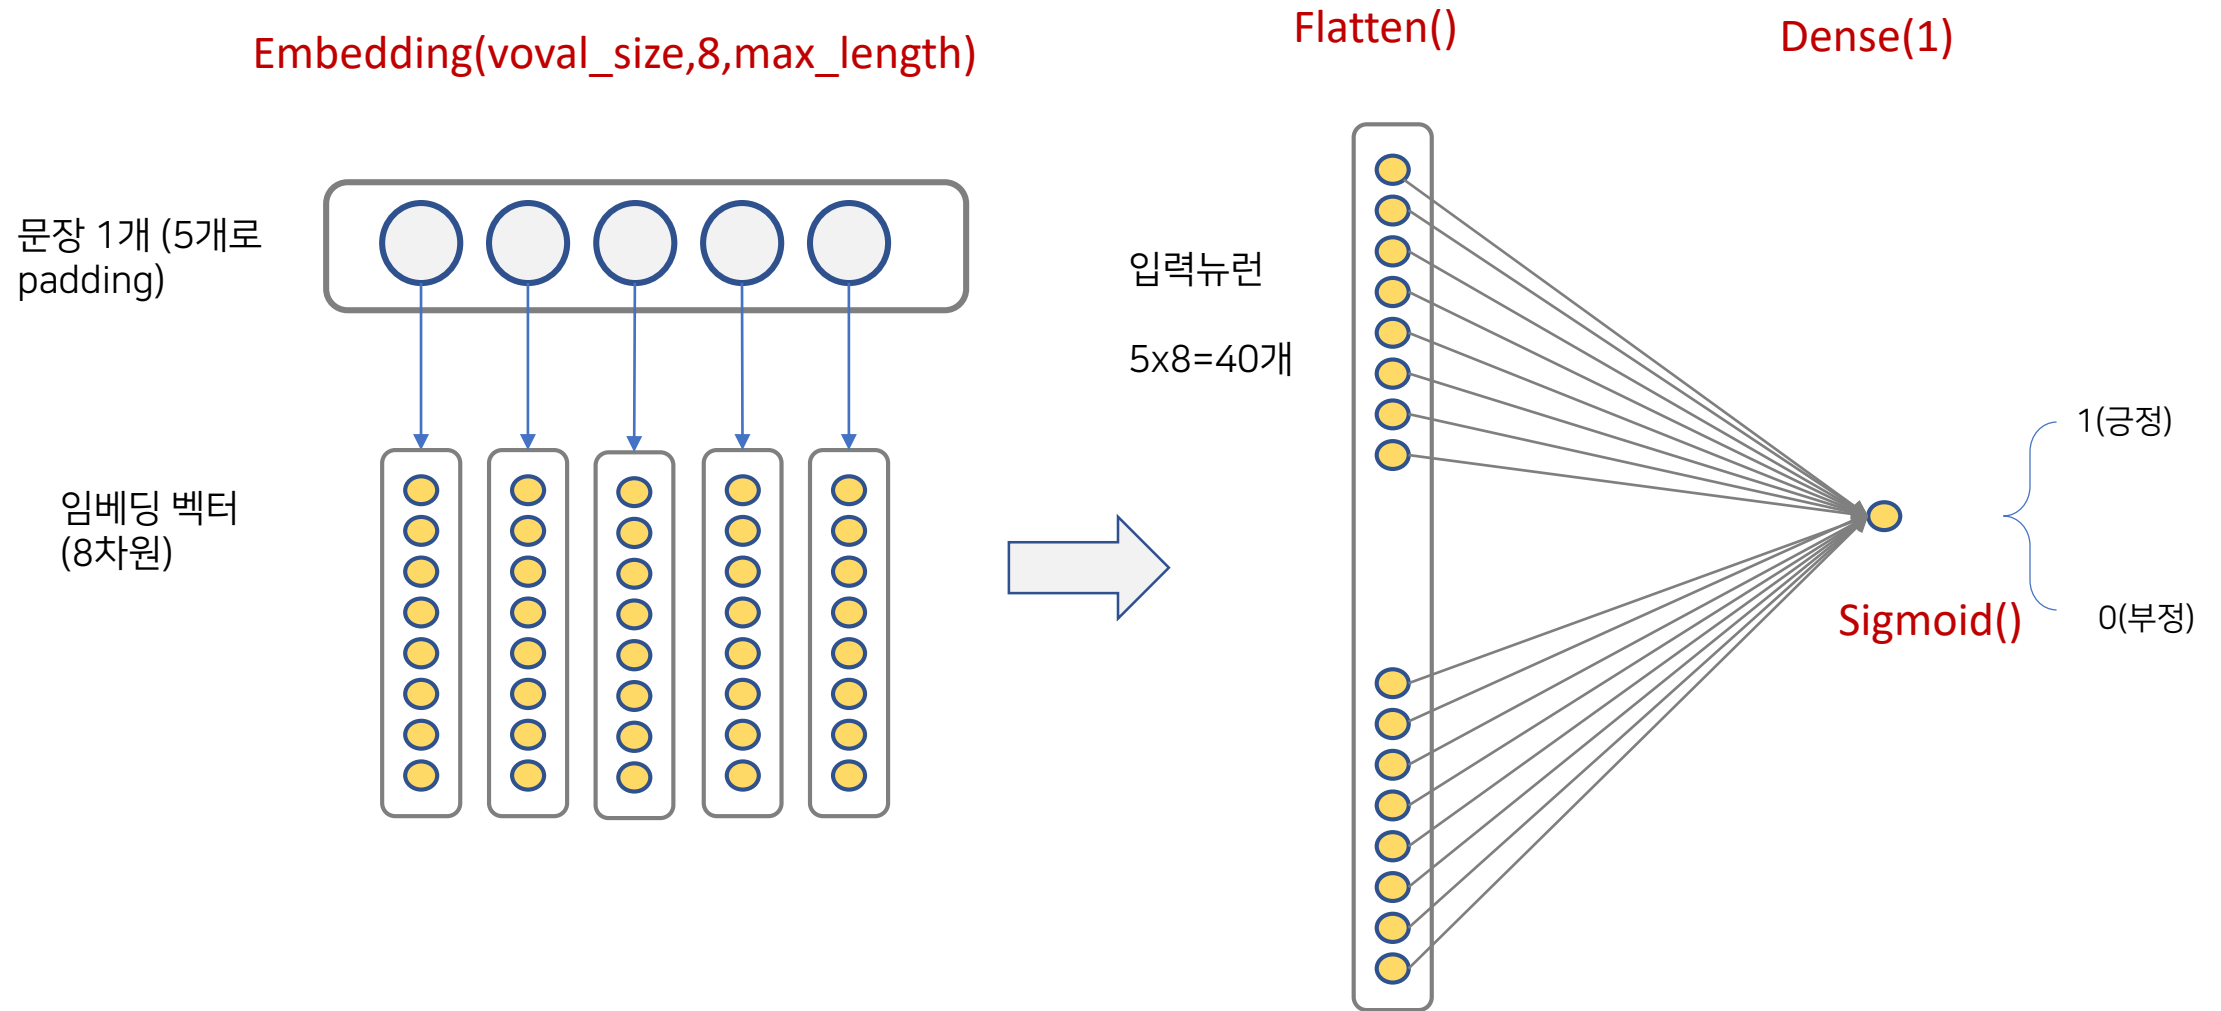 Embedding(voval_size,8,max_length)
Flatten()
Dense(1)
문장 1개 (5개로
padding)
임베딩 벡터
(8차원)
입력뉴런
5x8=40개
1(긍정)
Sigmoid()
0(부정)